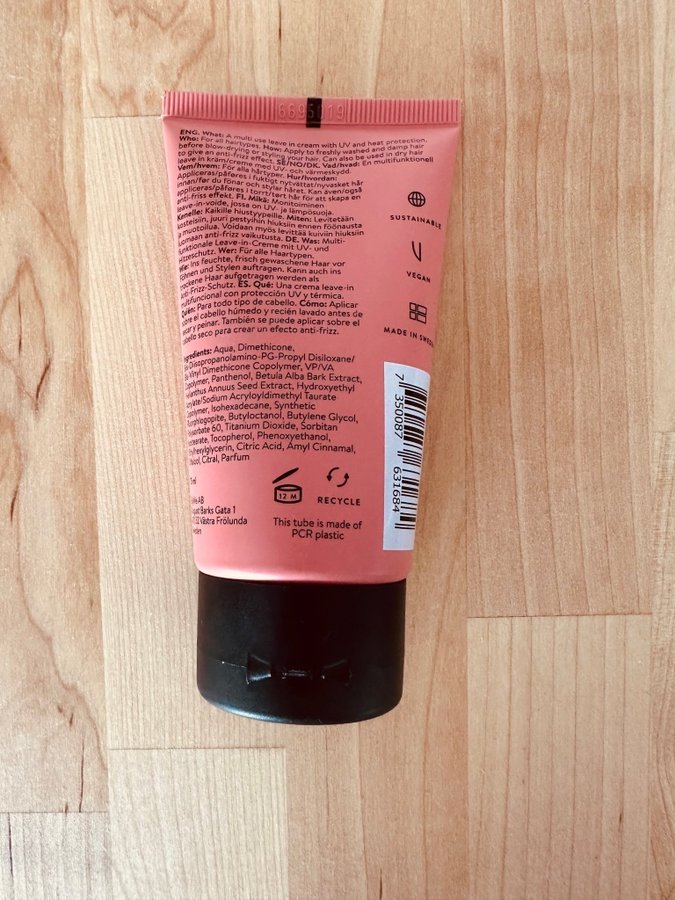 6695019
ENG. What: A multi use leave in cream with UV and heat protection.
Who: For all hairtypes. How: Apply to freshly washed and damp hair
before blow-drying or styling your hair. Can also be used in dry hair
to give an anti-frizz effect. SE/NO/DK. Vad/hvad: En multifunktionell
leave in kräm/creme med UV- och värmeskydd.
Vem/hvem: För alla hårtyper. Hur/hvordan:
Appliceras/påføres i fuktigt nytvättat/nyvasket hår
innan/før du fönar och stylar håret. Kan även/også
appliceras/påføres i torrt/tørt hår för att skapa en
anti-friss effekt. FI. Mikä: Monitoiminen
leave-in-voide, jossa on UV- ja lämpösuoja.
Kenelle: Kaikille hiustyypeille. Miten: Levitetään
kosteisiin, juuri pestyihin hiuksiin ennen föönausta
a muotoilua. Voidaan myös levittää kuiviin hiuksiin
uomaan anti-frizz vaikutusta. DE. Was: Multi-
unktionale Leave-in-Creme mit UV- und
Hitzeschutz. Wer: Für alle Haartypen.
Wie: Ins feuchte, frisch gewaschene Haar vor
Föhnen und Stylen auftragen. Kann auch ins
ockene Haar aufgetragen werden als
Anti-Frizz-Schutz. ES. Qué: Una crema leave-in
multifuncional con protección UV y térmica.
Quién: Para todo tipo de cabello. Cómo: Aplicar
sobre el cabello húmedo y recién lavado antes de
ecar y peinar. También se puede aplicar sobre el
abello seco para crear un efecto anti-frizz.
Ingredients: Aqua, Dimethicone,
Bis-Diisopropanolamino-PG-Propyl Disiloxane/
Bis-Vinyl Dimethicone Copolymer, VP/VA
Copolymer, Panthenol, Betula Alba Bark Extract,
Helianthus Annuus Seed Extract, Hydroxyethyl
Acrylate/Sodium Acryloyldimethyl Taurate
Copolymer, Isohexadecane, Synthetic
Fluorphlogopite, Butyloctanol, Butylene Glycol,
Polysorbate 60, Titanium Dioxide, Sorbitan
Isostearate, Tocopherol, Phenoxyethanol,
Ethylhexylglycerin, Citric Acid, Amyl Cinnamal,
Linalool, Citral, Parfum
ml
AB
August Barks Gata 1
32 Västra Frölunda
Sweden
12 M
RECYCLE
This tube is made of
PCR plastic
SUSTAINABLE
VEGAN
MADE IN SWEDEN
7 350087 631684